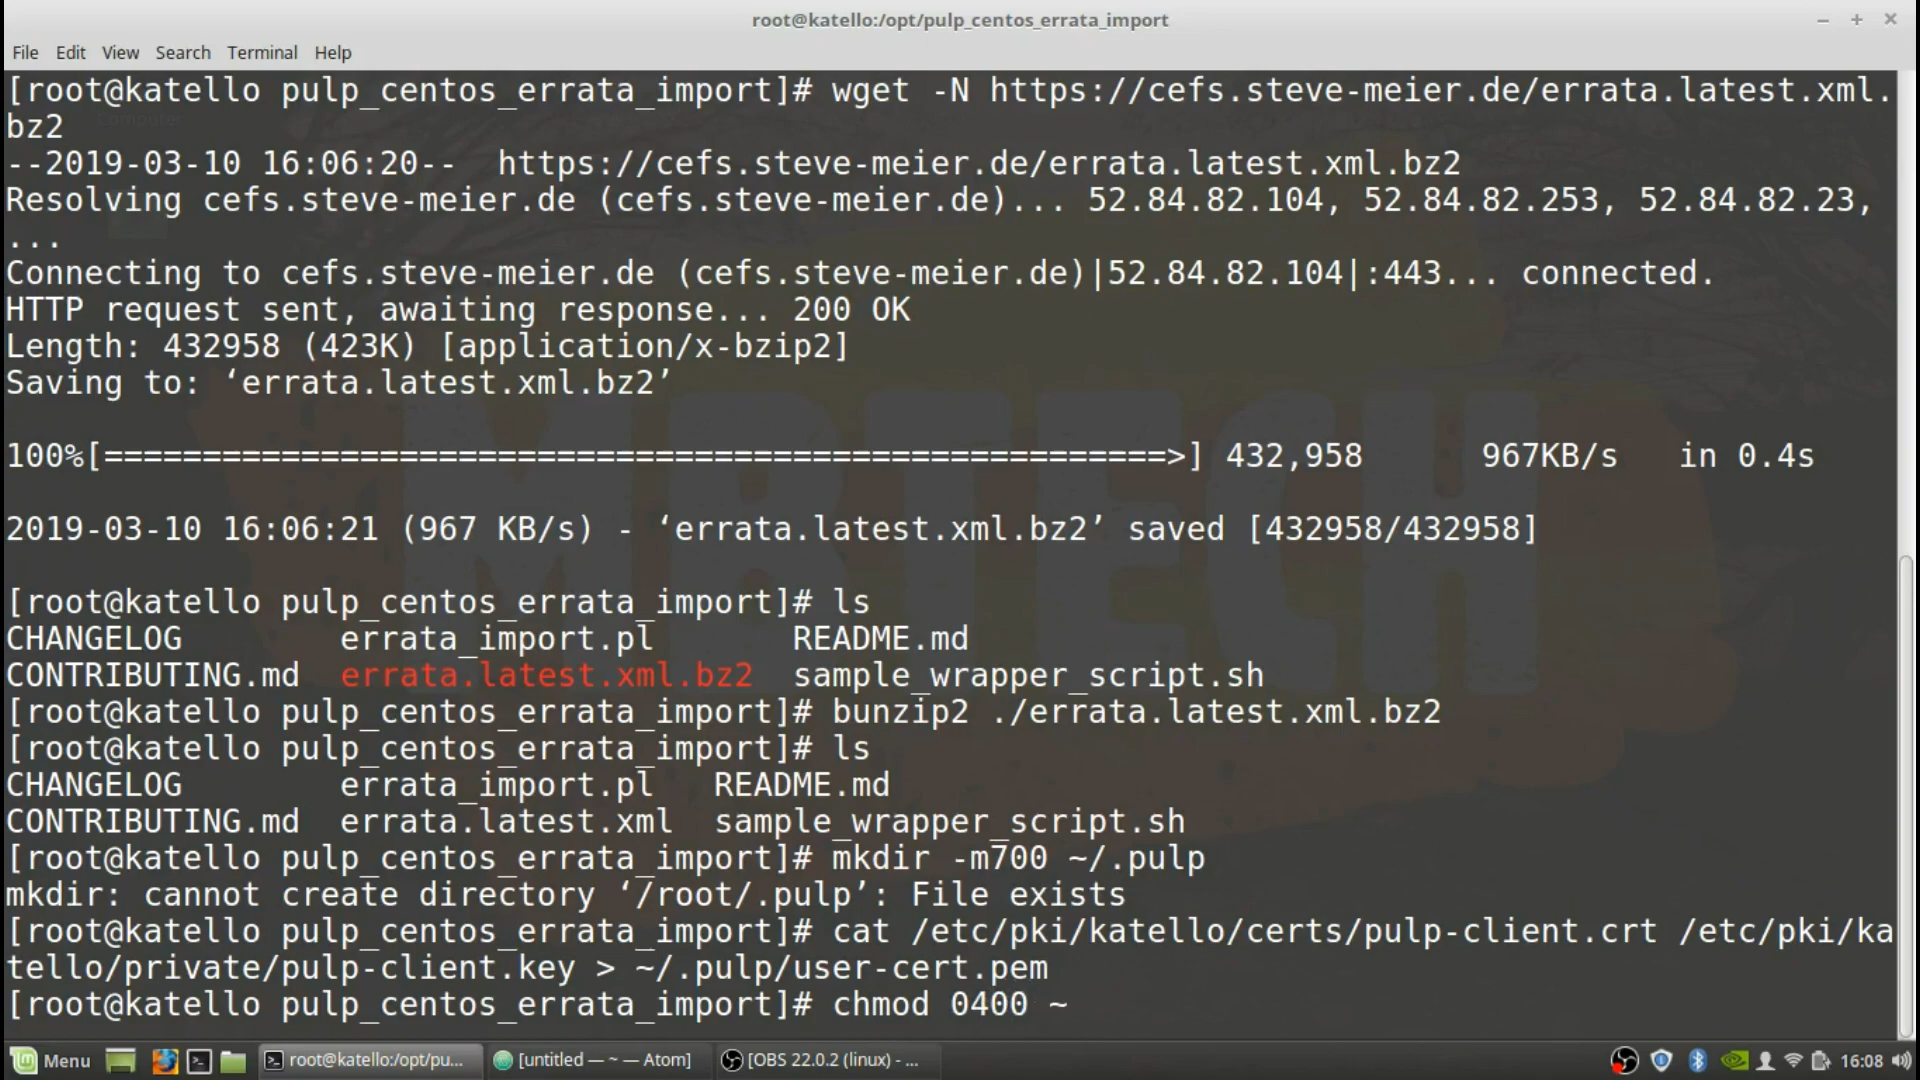 root@katello:/opt/pulp_centos_errata_import
File Edit View Search Terminal Help
[root@katello pulp_centos_errata_import]# wget -N https://cefs.steve-meier.de/errata.latest.xml.
bz2
--2019-03-10 16:06:20--  https://cefs.steve-meier.de/errata.latest.xml.bz2
Resolving cefs.steve-meier.de (cefs.steve-meier.de)... 52.84.82.104, 52.84.82.253, 52.84.82.23,
...
Connecting to cefs.steve-meier.de (cefs.steve-meier.de)|52.84.82.104|:443... connected.
HTTP request sent, awaiting response... 200 OK
Length: 432958 (423K) [application/x-bzip2]
Saving to: ‘errata.latest.xml.bz2’
100%[======================================================>] 432,958      967KB/s   in 0.4s
2019-03-10 16:06:21 (967 KB/s) - ‘errata.latest.xml.bz2’ saved [432958/432958]
[root@katello pulp_centos_errata_import]# ls
CHANGELOG        errata_import.pl       README.md
CONTRIBUTING.md  errata.latest.xml.bz2  sample_wrapper_script.sh
[root@katello pulp_centos_errata_import]# bunzip2 ./errata.latest.xml.bz2
[root@katello pulp_centos_errata_import]# ls
CHANGELOG        errata_import.pl   README.md
CONTRIBUTING.md  errata.latest.xml  sample_wrapper_script.sh
[root@katello pulp_centos_errata_import]# mkdir -m700 ~/.pulp
mkdir: cannot create directory ‘/root/.pulp’: File exists
[root@katello pulp_centos_errata_import]# cat /etc/pki/katello/certs/pulp-client.crt /etc/pki/ka
tello/private/pulp-client.key > ~/.pulp/user-cert.pem
[root@katello pulp_centos_errata_import]# chmod 0400 ~
MBTECH
Menu root@katello:/opt/pu... [untitled — ~ — Atom] [OBS 22.0.2 (linux) - ... 16:08